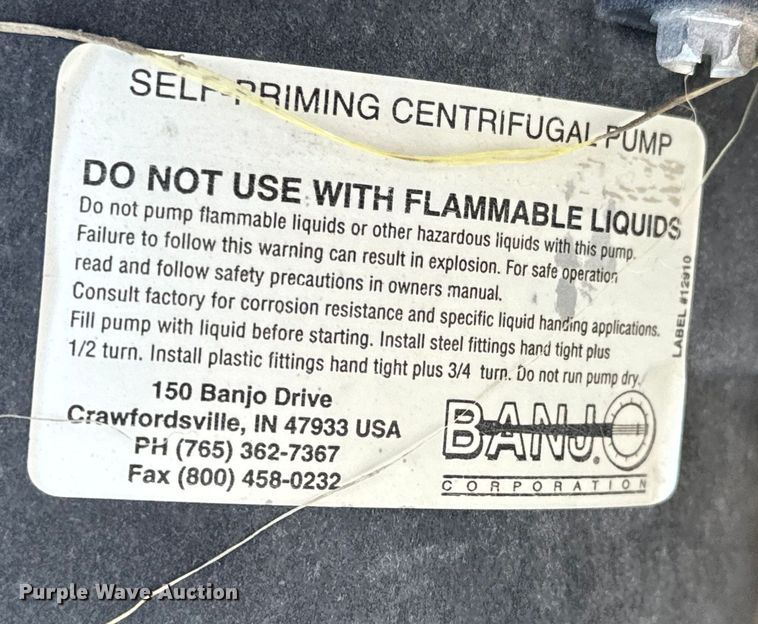 SELF-PRIMING CENTRIFUGAL PUMP
DO NOT USE WITH FLAMMABLE LIQUIDS
Do not pump flammable liquids or other hazardous liquids with this pump.
Failure to follow this warning can result in explosion. For safe operation
read and follow safety precautions in owners manual.
Consult factory for corrosion resistance and specific liquid handing applications.
Fill pump with liquid before starting. Install steel fittings hand tight plus
1/2 turn. Install plastic fittings hand tight plus 3/4 turn. Do not run pump dry.
LABEL #12910
150 Banjo Drive
Crawfordsville, IN 47933 USA
PH (765) 362-7367
Fax (800) 458-0232
BANJO
CORPORATION
Purple Wave Auction